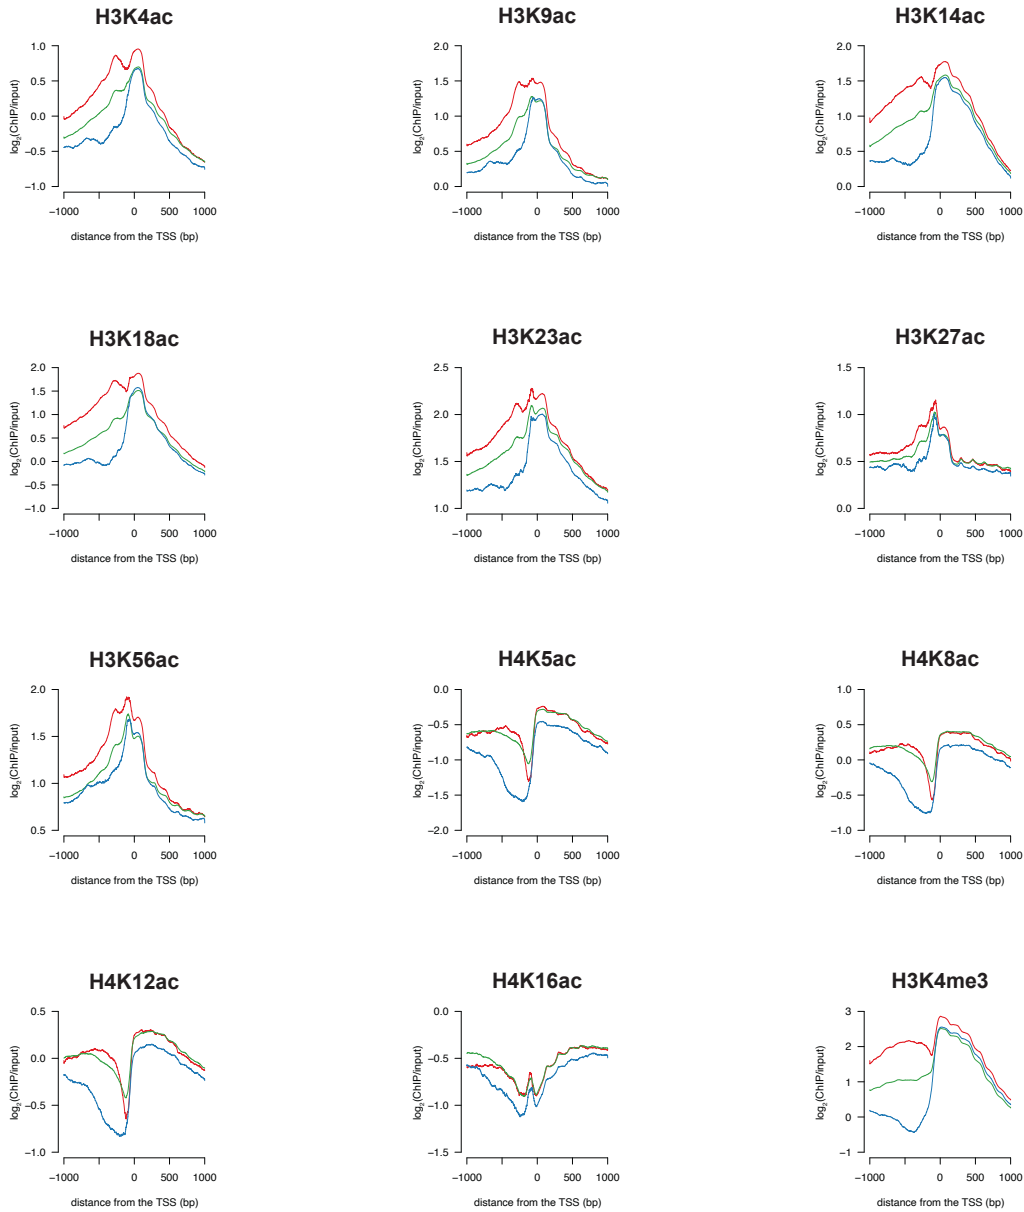 H3K4ac
H3K9ac
H3K14ac
1.0
0.5
0.0
−0.5
−1.0
log2(ChIP/input)
−1000
0
500
1000
distance from the TSS (bp)
2.0
1.5
1.0
0.5
0.0
log2(ChIP/input)
−1000
0
500
1000
distance from the TSS (bp)
2.0
1.5
1.0
0.5
0.0
log2(ChIP/input)
−1000
0
500
1000
distance from the TSS (bp)
H3K18ac
H3K23ac
H3K27ac
2.0
1.5
1.0
0.5
0.0
−0.5
−1.0
log2(ChIP/input)
−1000
0
500
1000
distance from the TSS (bp)
2.5
2.0
1.5
1.0
log2(ChIP/input)
−1000
0
500
1000
distance from the TSS (bp)
1.5
1.0
0.5
0.0
log2(ChIP/input)
−1000
0
500
1000
distance from the TSS (bp)
H3K56ac
H4K5ac
H4K8ac
2.0
1.5
1.0
0.5
log2(ChIP/input)
−1000
0
500
1000
distance from the TSS (bp)
0.0
−0.5
−1.0
−1.5
−2.0
log2(ChIP/input)
−1000
0
500
1000
distance from the TSS (bp)
1.0
0.5
0.0
−0.5
−1.0
log2(ChIP/input)
−1000
0
500
1000
distance from the TSS (bp)
H4K12ac
H4K16ac
H3K4me3
0.5
0.0
−0.5
−1.0
log2(ChIP/input)
−1000
0
500
1000
distance from the TSS (bp)
0.0
−0.5
−1.0
−1.5
log2(ChIP/input)
−1000
0
500
1000
distance from the TSS (bp)
3
2
1
0
−1
log2(ChIP/input)
−1000
0
500
1000
distance from the TSS (bp)